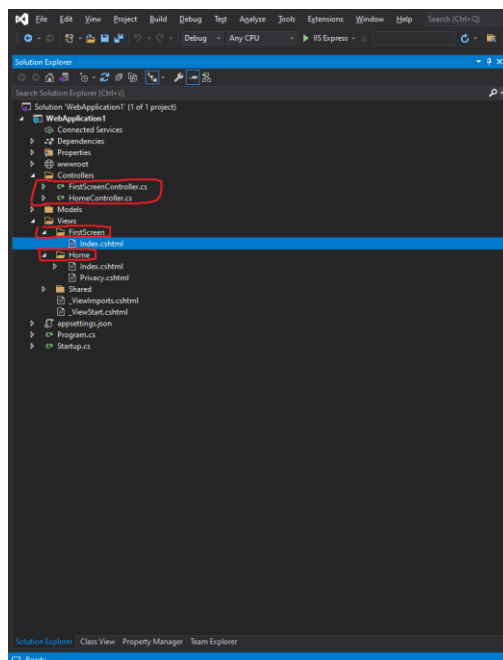 File Edit View Project Build Debug Test Analyze Tools Extensions Window Help Search (Ctrl+Q)
Debug Any CPU IIS Express
Solution Explorer
Search Solution Explorer (Ctrl+č)
Solution 'WebApplication1' (1 of 1 project)
WebApplication1
Connected Services
Dependencies
Properties
wwwroot
Controllers
C# FirstScreenController.cs
C# HomeController.cs
Models
Views
FirstScreen
Index.cshtml
Home
Index.cshtml
Privacy.cshtml
Shared
_ViewImports.cshtml
_ViewStart.cshtml
appsettings.json
C# Program.cs
C# Startup.cs
Solution Explorer Class View Property Manager Team Explorer
Ready